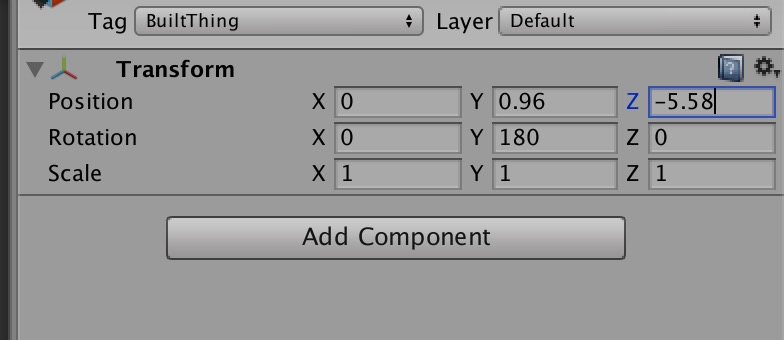 Tag BuiltThing Layer Default
Transform
Position X 0 Y 0.96 Z -5.58
Rotation X 0 Y 180 Z 0
Scale X 1 Y 1 Z 1
Add Component